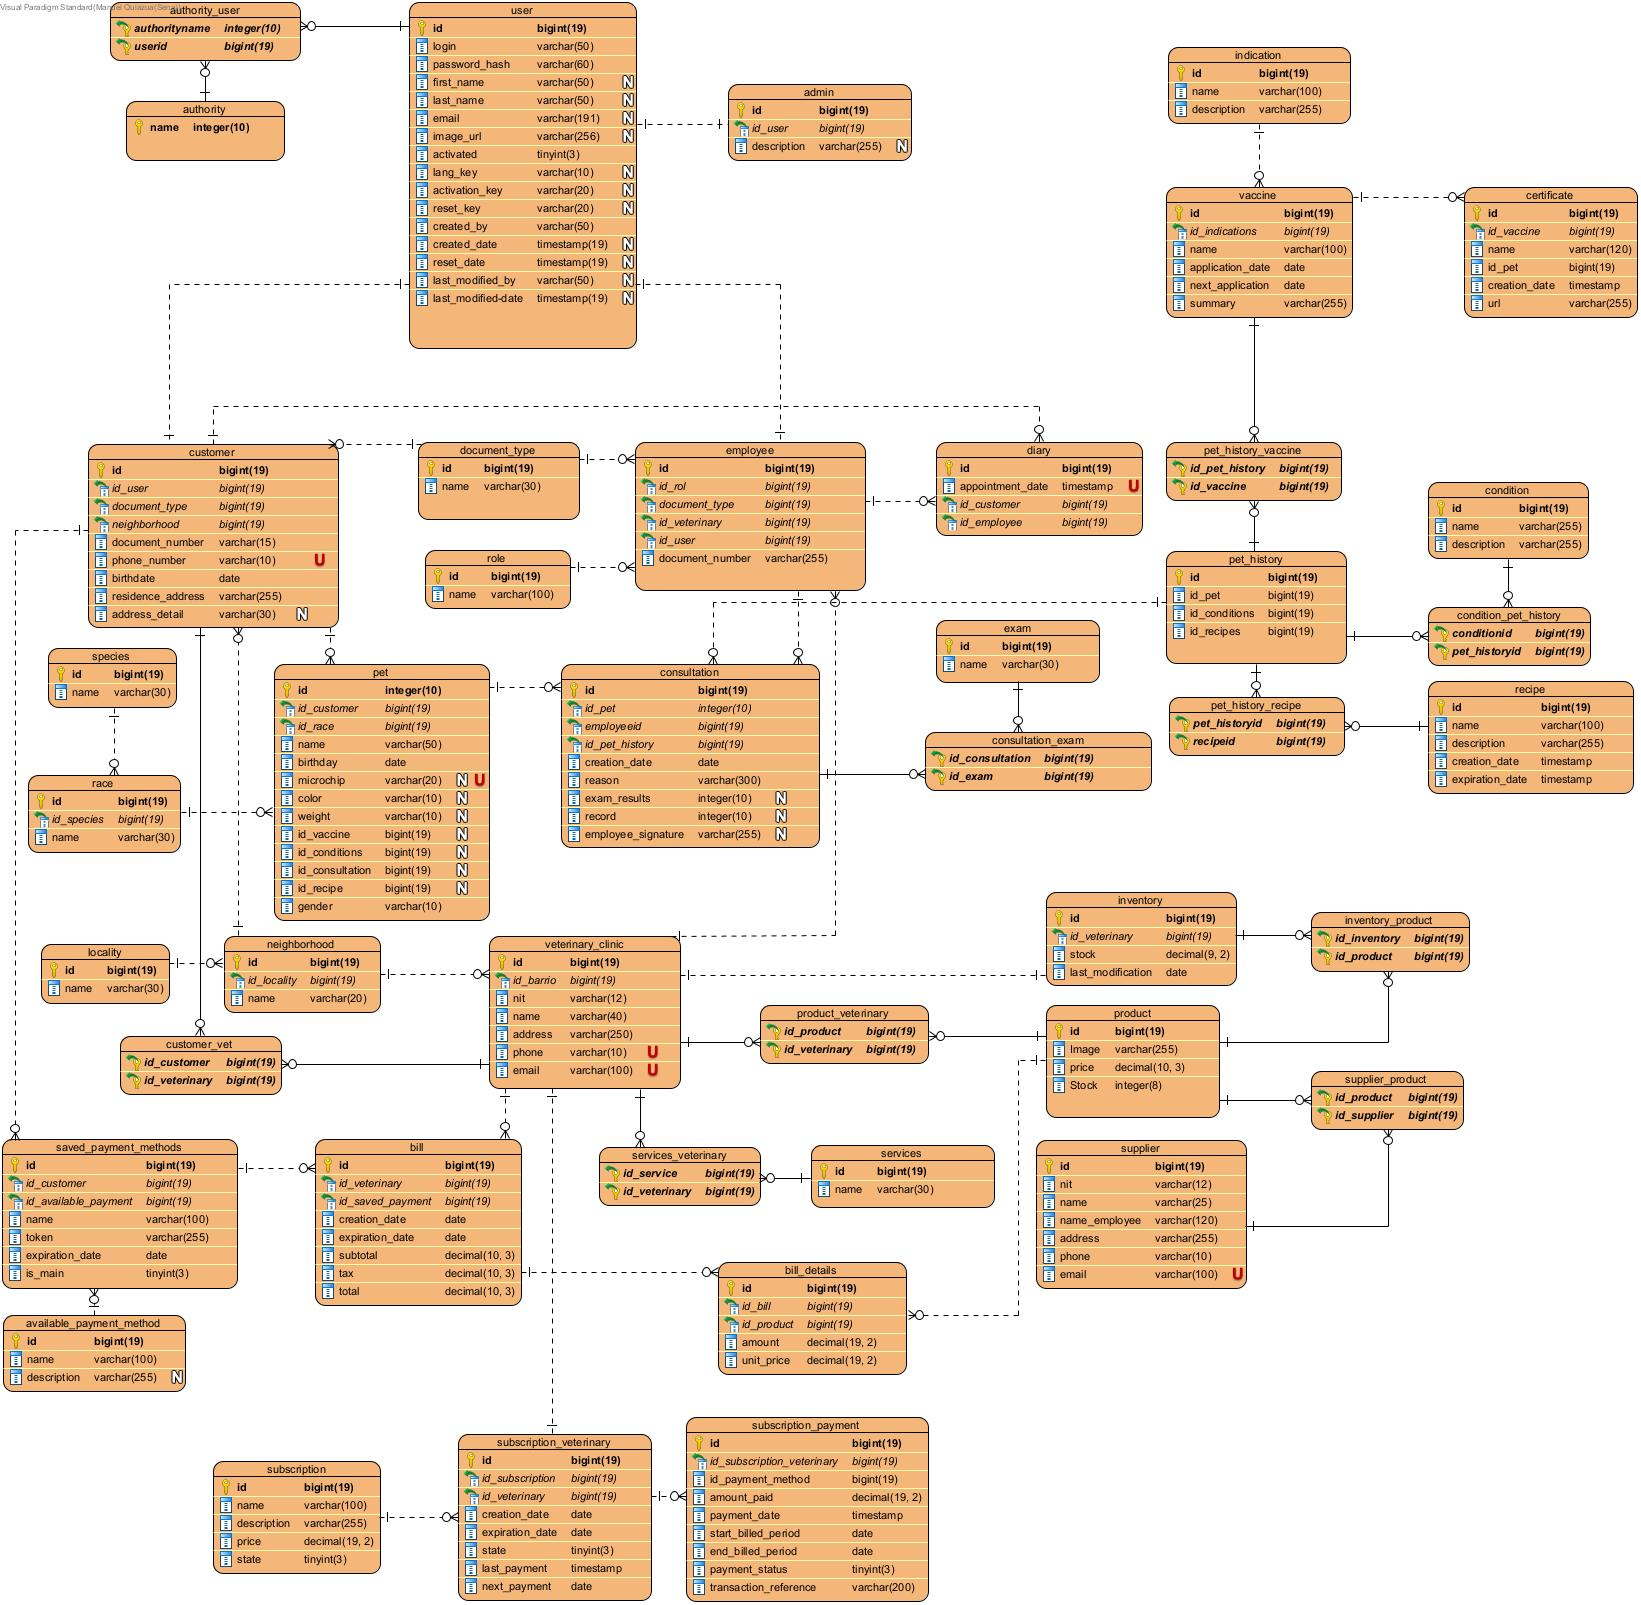 Visual Paradigm Standard(Manuel Quiazua(Sena))
authority_user
authorityname integer(10)
userid bigint(19)
authority
name integer(10)
user
id bigint(19)
login varchar(50)
password_hash varchar(60)
first_name varchar(50) N
last_name varchar(50) N
email varchar(191) N
image_url varchar(256) N
activated tinyint(3)
lang_key varchar(10) N
activation_key varchar(20) N
reset_key varchar(20) N
created_by varchar(50)
created_date timestamp(19) N
reset_date timestamp(19) N
last_modified_by varchar(50) N
last_modified-date timestamp(19) N
admin
id bigint(19)
id_user bigint(19)
description varchar(255) N
indication
id bigint(19)
name varchar(100)
description varchar(255)
vaccine
id bigint(19)
id_indications bigint(19)
name varchar(100)
application_date date
next_application date
summary varchar(255)
certificate
id bigint(19)
id_vaccine bigint(19)
name varchar(120)
id_pet bigint(19)
creation_date timestamp
url varchar(255)
customer
id bigint(19)
id_user bigint(19)
document_type bigint(19)
neighborhood bigint(19)
document_number varchar(15)
phone_number varchar(10) U
birthdate date
residence_address varchar(255)
address_detail varchar(30) N
document_type
id bigint(19)
name varchar(30)
role
id bigint(19)
name varchar(100)
employee
id bigint(19)
id_rol bigint(19)
document_type bigint(19)
id_veterinary bigint(19)
id_user bigint(19)
document_number varchar(255)
diary
id bigint(19)
appointment_date timestamp U
id_customer bigint(19)
id_employee bigint(19)
pet_history_vaccine
id_pet_history bigint(19)
id_vaccine bigint(19)
pet_history
id bigint(19)
id_pet bigint(19)
id_conditions bigint(19)
id_recipes bigint(19)
condition
id bigint(19)
name varchar(255)
description varchar(255)
condition_pet_history
conditionid bigint(19)
pet_historyid bigint(19)
pet_history_recipe
pet_historyid bigint(19)
recipeid bigint(19)
recipe
id bigint(19)
name varchar(100)
description varchar(255)
creation_date timestamp
expiration_date timestamp
species
id bigint(19)
name varchar(30)
race
id bigint(19)
id_species bigint(19)
name varchar(30)
pet
id integer(10)
id_customer bigint(19)
id_race bigint(19)
name varchar(50)
birthday date
microchip varchar(20) N U
color varchar(10) N
weight varchar(10) N
id_vaccine bigint(19) N
id_conditions bigint(19) N
id_consultation bigint(19) N
id_recipe bigint(19) N
gender varchar(10)
consultation
id bigint(19)
id_pet integer(10)
employeeid bigint(19)
id_pet_history bigint(19)
creation_date date
reason varchar(300)
exam_results integer(10) N
record integer(10) N
employee_signature varchar(255) N
exam
id bigint(19)
name varchar(30)
consultation_exam
id_consultation bigint(19)
id_exam bigint(19)
locality
id bigint(19)
name varchar(30)
neighborhood
id bigint(19)
id_locality bigint(19)
name varchar(20)
veterinary_clinic
id bigint(19)
id_barrio bigint(19)
nit varchar(12)
name varchar(40)
address varchar(250)
phone varchar(10) U
email varchar(100) U
inventory
id bigint(19)
id_veterinary bigint(19)
stock decimal(9, 2)
last_modification date
inventory_product
id_inventory bigint(19)
id_product bigint(19)
product_veterinary
id_product bigint(19)
id_veterinary bigint(19)
product
id bigint(19)
Image varchar(255)
price decimal(10, 3)
Stock integer(8)
supplier_product
id_product bigint(19)
id_supplier bigint(19)
supplier
id bigint(19)
nit varchar(12)
name varchar(25)
name_employee varchar(120)
address varchar(255)
phone varchar(10)
email varchar(100) U
customer_vet
id_customer bigint(19)
id_veterinary bigint(19)
saved_payment_methods
id bigint(19)
id_customer bigint(19)
id_available_payment bigint(19)
name varchar(100)
token varchar(255)
expiration_date date
is_main tinyint(3)
available_payment_method
id bigint(19)
name varchar(100)
description varchar(255) N
bill
id bigint(19)
id_veterinary bigint(19)
id_saved_payment bigint(19)
creation_date date
expiration_date date
subtotal decimal(10, 3)
tax decimal(10, 3)
total decimal(10, 3)
services_veterinary
id_service bigint(19)
id_veterinary bigint(19)
services
id bigint(19)
name varchar(30)
bill_details
id bigint(19)
id_bill bigint(19)
id_product bigint(19)
amount decimal(19, 2)
unit_price decimal(19, 2)
subscription
id bigint(19)
name varchar(100)
description varchar(255)
price decimal(19, 2)
state tinyint(3)
subscription_veterinary
id bigint(19)
id_subscription bigint(19)
id_veterinary bigint(19)
creation_date date
expiration_date date
state tinyint(3)
last_payment timestamp
next_payment date
subscription_payment
id bigint(19)
id_subscription_veterinary bigint(19)
id_payment_method bigint(19)
amount_paid decimal(19, 2)
payment_date timestamp
start_billed_period date
end_billed_period date
payment_status tinyint(3)
transaction_reference varchar(200)